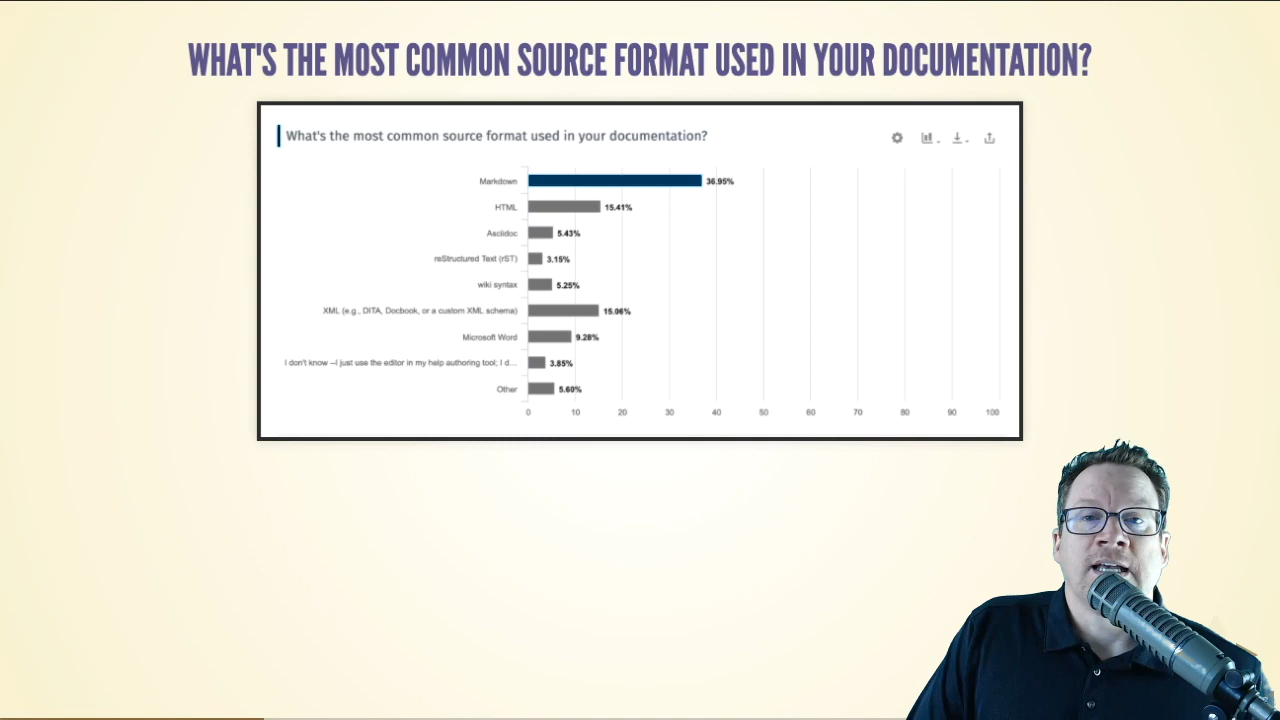 WHAT'S THE MOST COMMON SOURCE FORMAT USED IN YOUR DOCUMENTATION?
What's the most common source format used in your documentation?
Markdown 36.95%
HTML 15.41%
Asciidoc 5.43%
reStructured Text (rST) 3.15%
wiki syntax 5.25%
XML (e.g., DITA, Docbook, or a custom XML schema) 15.06%
Microsoft Word 9.28%
I don't know --I just use the editor in my help authoring tool; I d... 3.85%
Other 5.60%
0 10 20 30 40 50 60 70 80 90 100